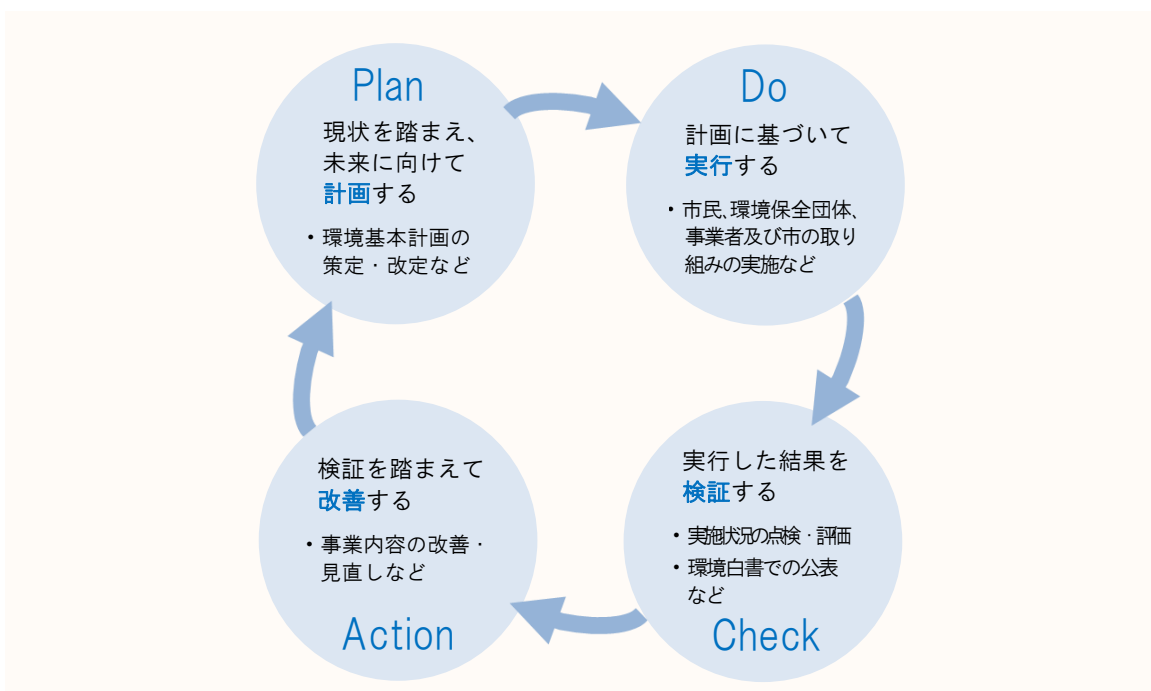 Plan
現状を踏まえ、
未来に向けて
計画する
・環境基本計画の
策定・改定など
Do
計画に基づいて
実行する
・市民、環境保全団体、
事業者及び市の取り
組みの実施など
実行した結果を
検証する
・実施状況の点検・評価
・環境白書での公表
など
Check
検証を踏まえて
改善する
・事業内容の改善・
見直しなど
Action